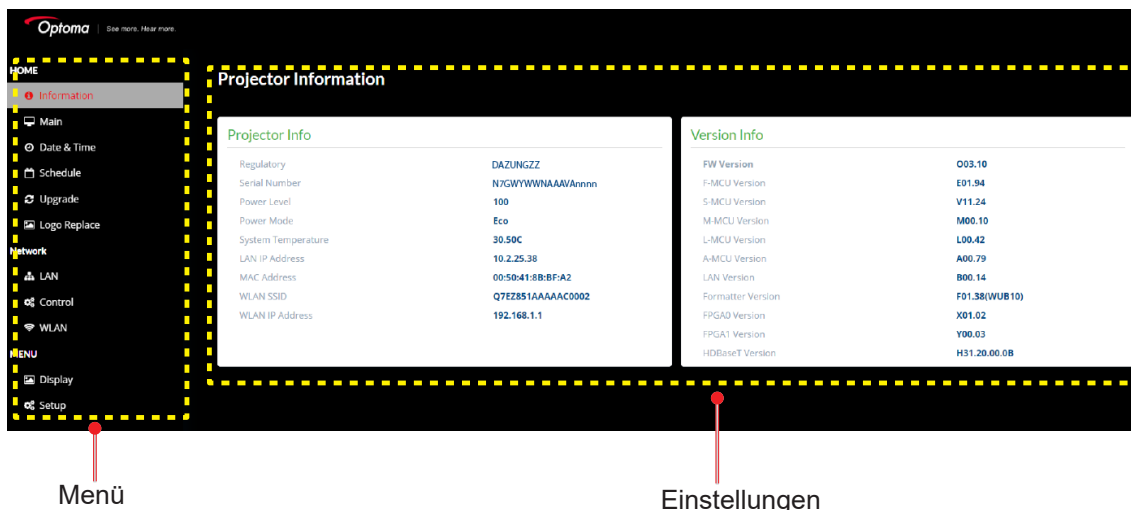 Optoma See more. Hear more.
HOME
Information
Main
Date & Time
Schedule
Upgrade
Logo Replace
Network
LAN
Control
WLAN
MENU
Display
Setup
Projector Information
Projector Info
Regulatory DAZUNGZZ
Serial Number N7GWYWWNAAAVAnnnn
Power Level 100
Power Mode Eco
System Temperature 30.50C
LAN IP Address 10.2.25.38
MAC Address 00:50:41:8B:BF:A2
WLAN SSID Q7EZ851AAAAAC0002
WLAN IP Address 192.168.1.1
Version Info
FW Version O03.10
F-MCU Version E01.94
S-MCU Version V11.24
M-MCU Version M00.10
L-MCU Version L00.42
A-MCU Version A00.79
LAN Version B00.14
Formatter Version F01.38(WUB10)
FPGA0 Version X01.02
FPGA1 Version Y00.03
HDBaseT Version H31.20.00.0B
Menü
Einstellungen